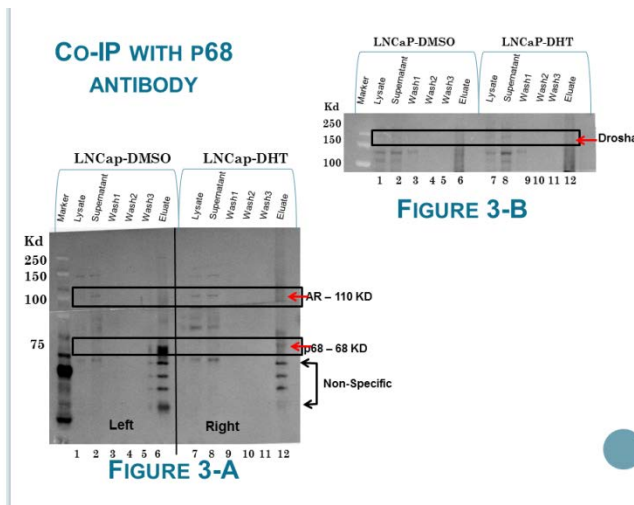 CO-IP WITH P68
ANTIBODY
LNCap-DMSO LNCaP-DHT
Marker Lysate Supernatant Wash1 Wash2 Wash3 Eluate Lysate Supernatant Wash1 Wash2 Wash3 Eluate
Kd
250
150
100
AR – 110 KD
75
p68 – 68 KD
Non-Specific
Left Right
1 2 3 4 5 6 7 8 9 10 11 12
FIGURE 3-A
LNCaP-DMSO LNCaP-DHT
Marker Lysate Supernatant Wash1 Wash2 Wash3 Eluate Lysate Supernatant Wash1 Wash2 Wash3 Eluate
Kd
250
150
Drosha
100
1 2 3 4 5 6 7 8 9 10 11 12
FIGURE 3-B